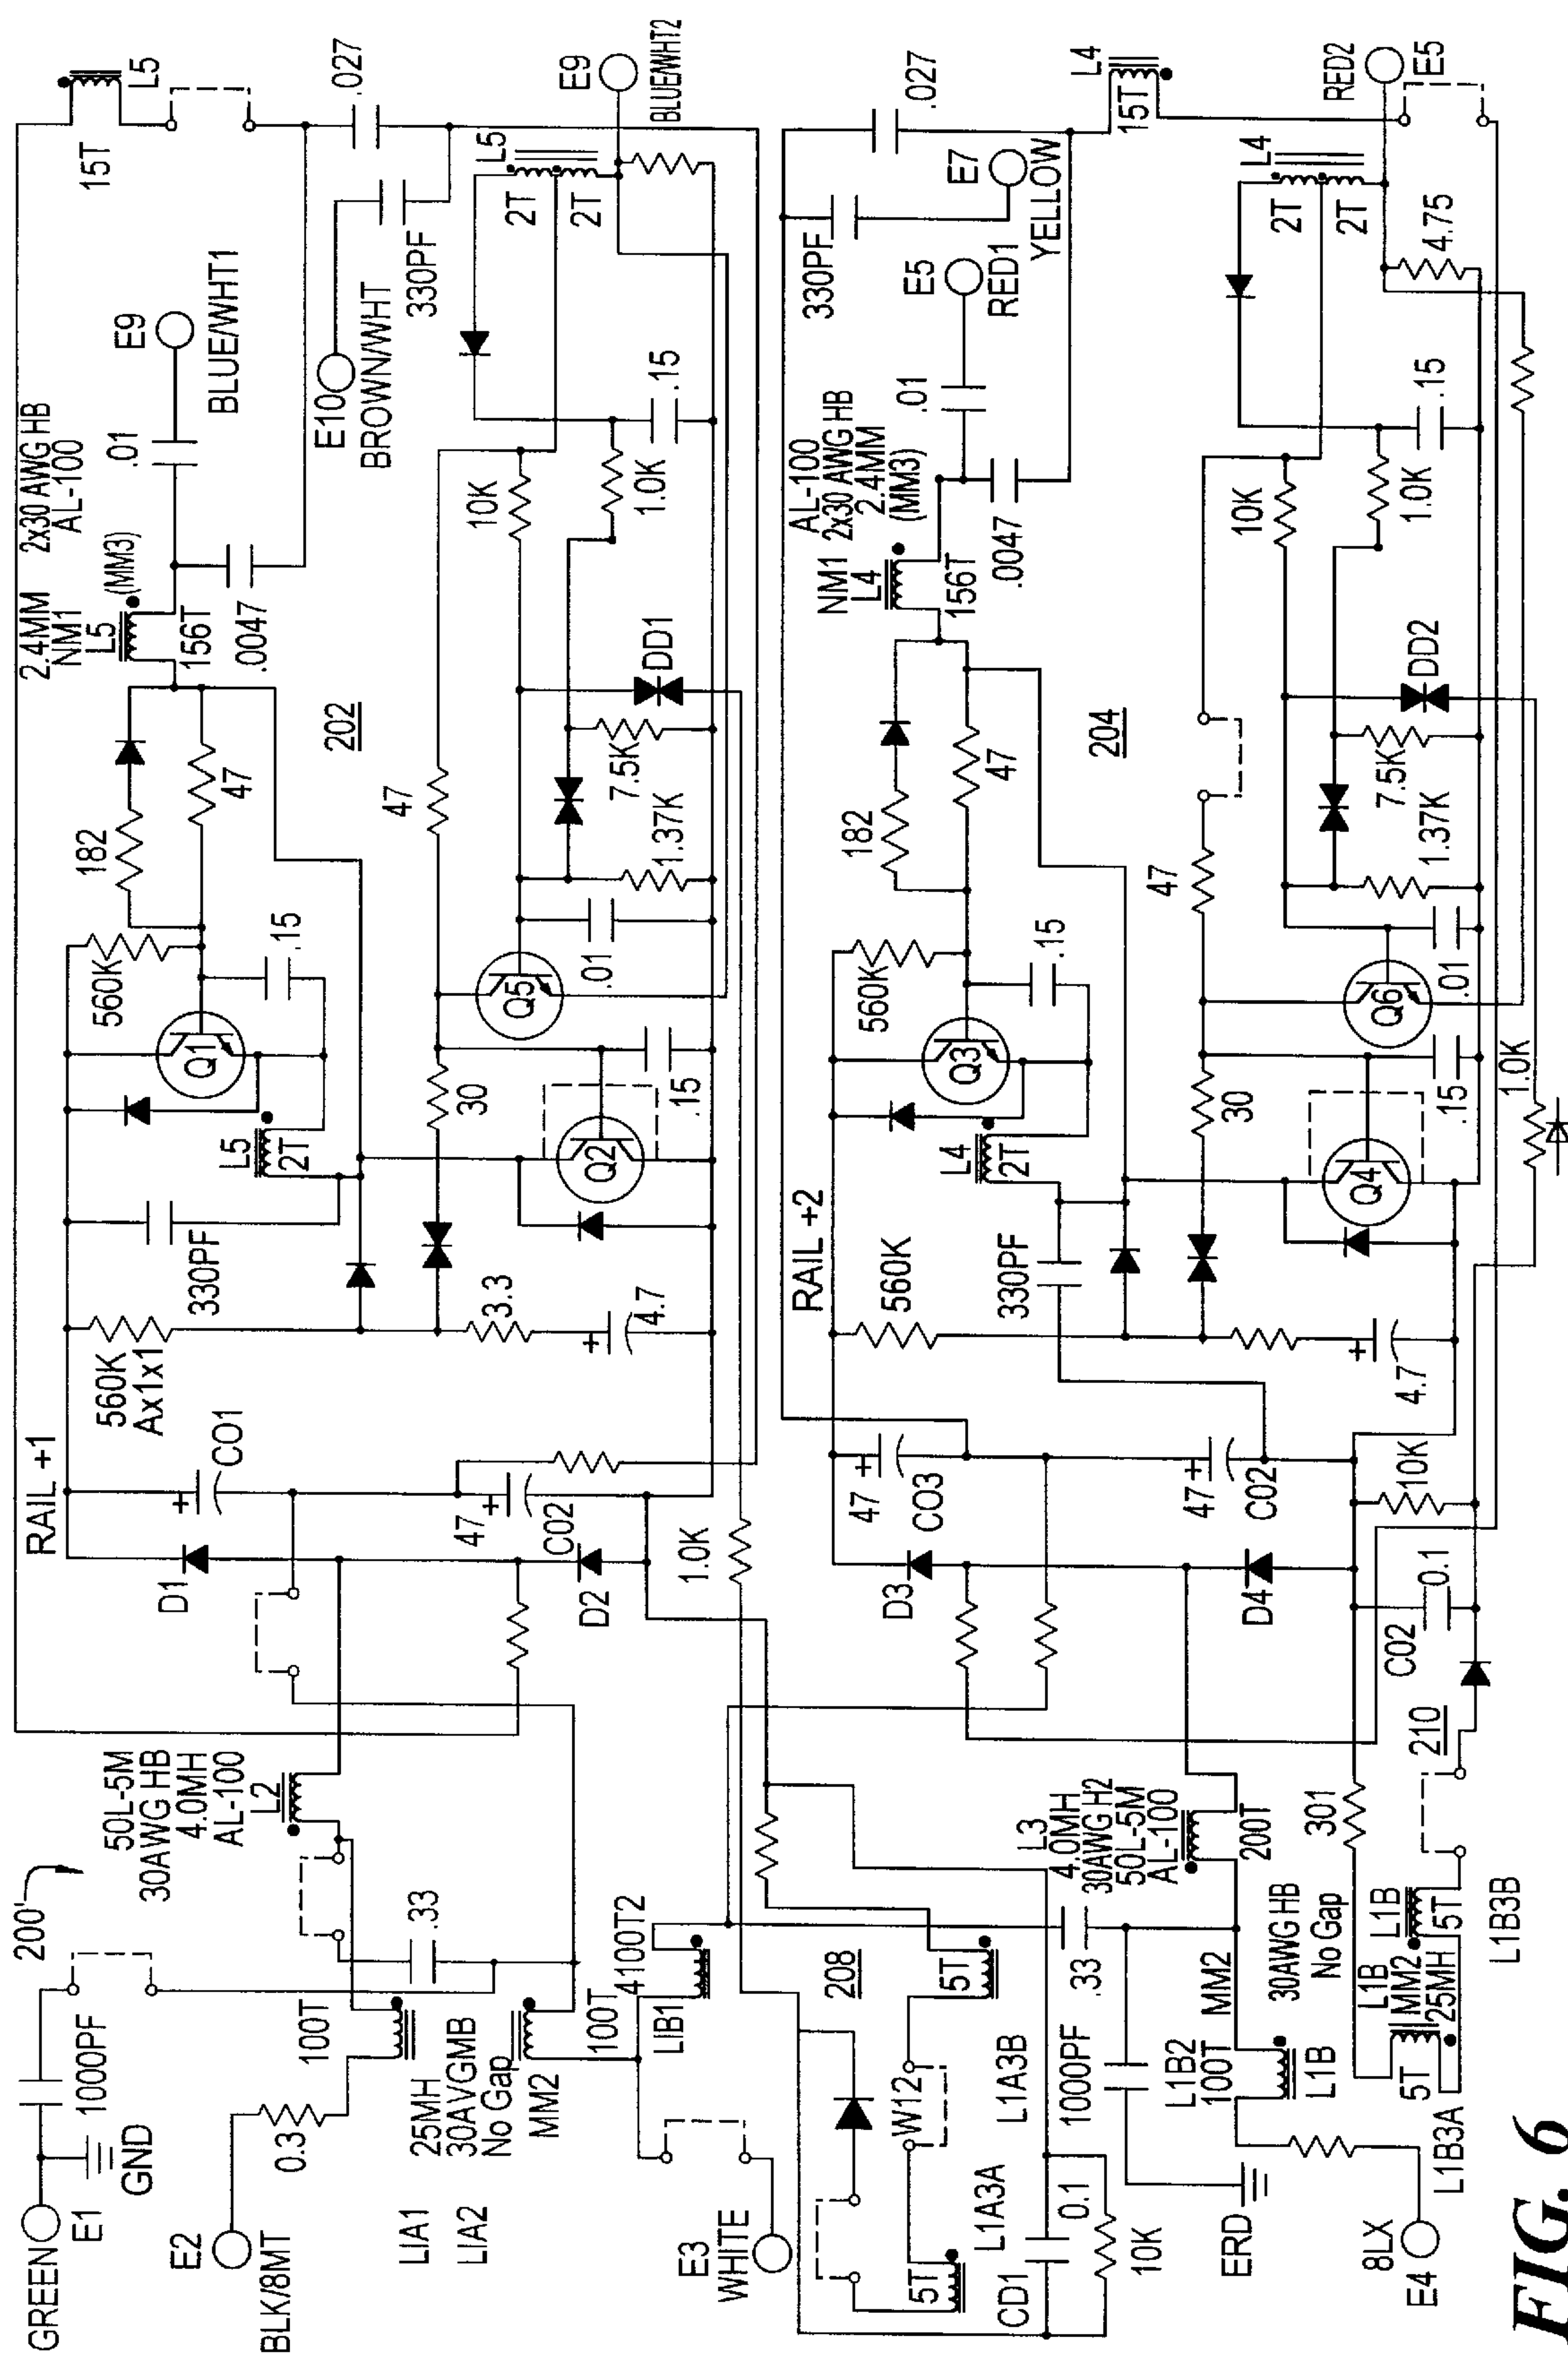 GREEN
E1
GND
1000PF
200'
E2
BLK/8MT
0.3
100T
.33
50L-5M
30AWG HB
4.0MH
AL-100
L2
LIA1
LIA2
25MH
30AVGMB
No Gap
MM2
100T
E3
WHITE
LIB1
4100T2
RAIL +1
D1
D2
CO1
47
C02
1.0K
560K
Ax1x1
330PF
3.3
4.7
L5
2T
Q1
560K
.15
182
47
202
2.4MM
NM1
L5
2x30 AWG HB
AL-100
(MM3)
156T
.0047
.01
E9
BLUE/WHT1
15T
L5
.027
E10
BROWN/WHT
330PF
L5
2T
2T
E9
BLUE/WHT2
30
Q2
.15
Q5
.01
47
10K
7.5K
1.37K
DD1
1.0K
.15
208
5T
W12
5T
L1A3A
L1A3B
CD1
0.1
10K
.33
1000PF
ERD
L3
4.0MH
30AWG H2
50L-5M
AL-100
200T
MM2
L1B2
100T
L1B
30AWG HB
No Gap
8LX
E4
L1B3A
5T
L1B
MM2
25MH
L1B
5T
L1B3B
301
210
C02
0.1
10K
RAIL +2
D3
D4
47
CO3
47
C02
560K
330PF
4.7
L4
2T
Q3
560K
.15
182
47
204
NM1
L4
AL-100
2x30 AWG HB
2.4MM
(MM3)
156T
.0047
.01
E5
RED1
330PF
E7
YELLOW
.027
L4
15T
30
Q4
.15
Q6
.01
47
10K
7.5K
1.37K
DD2
1.0K
.15
L4
2T
2T
4.75
RED2
E5
1.0K
FIG. 6